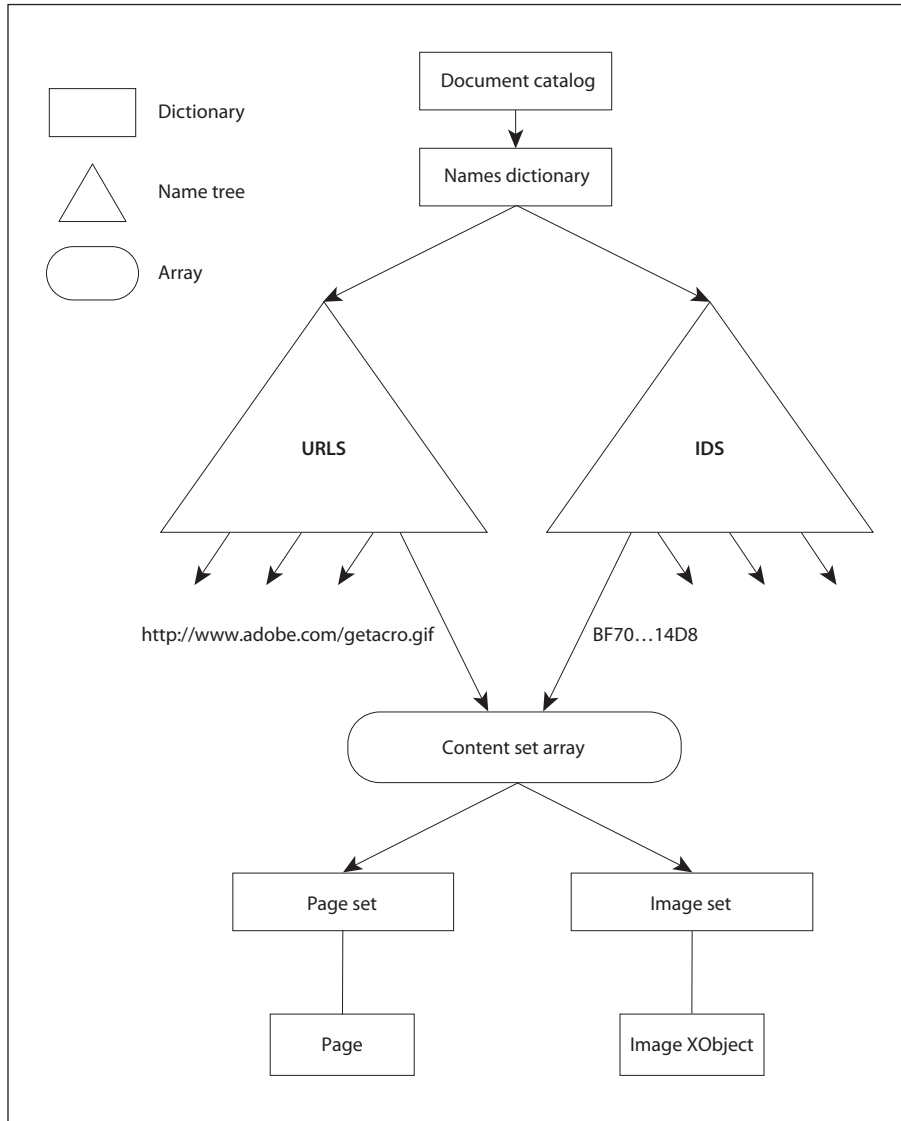 Document catalog
Dictionary
Names dictionary
Name tree
Array
URLS
IDS
http://www.adobe.com/getacro.gif
BF70…14D8
Content set array
Page set
Image set
Page
Image XObject